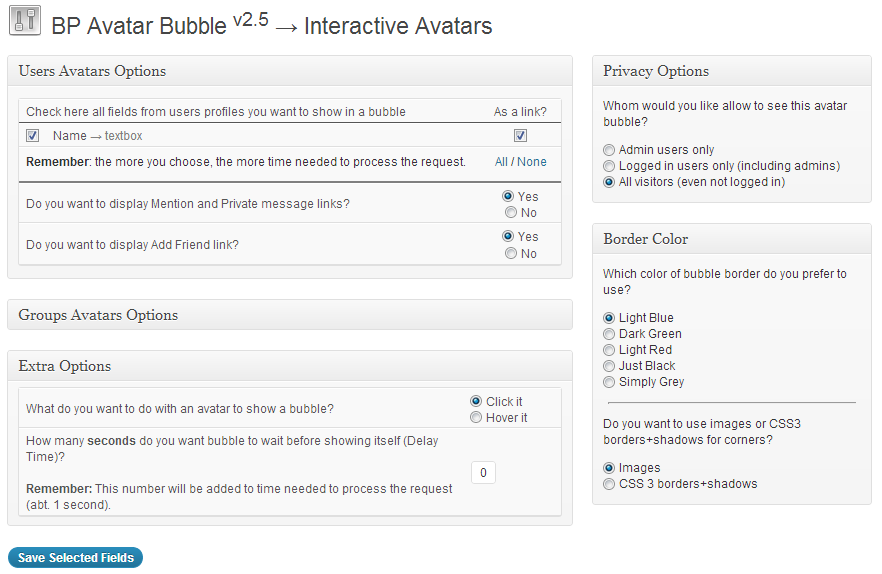 BP Avatar Bubble v2.5 → Interactive Avatars
Users Avatars Options
Check here all fields from users profiles you want to show in a bubble As a link?
Name → textbox
Remember: the more you choose, the more time needed to process the request. All / None
Do you want to display Mention and Private message links?
Yes
No
Do you want to display Add Friend link?
Yes
No
Groups Avatars Options
Extra Options
What do you want to do with an avatar to show a bubble?
Click it
Hover it
How many seconds do you want bubble to wait before showing itself (Delay
Time)?
0
Remember: This number will be added to time needed to process the request
(abt. 1 second).
Save Selected Fields
Privacy Options
Whom would you like allow to see this avatar
bubble?
Admin users only
Logged in users only (including admins)
All visitors (even not logged in)
Border Color
Which color of bubble border do you prefer to
use?
Light Blue
Dark Green
Light Red
Just Black
Simply Grey
Do you want to use images or CSS3
borders+shadows for corners?
Images
CSS 3 borders+shadows